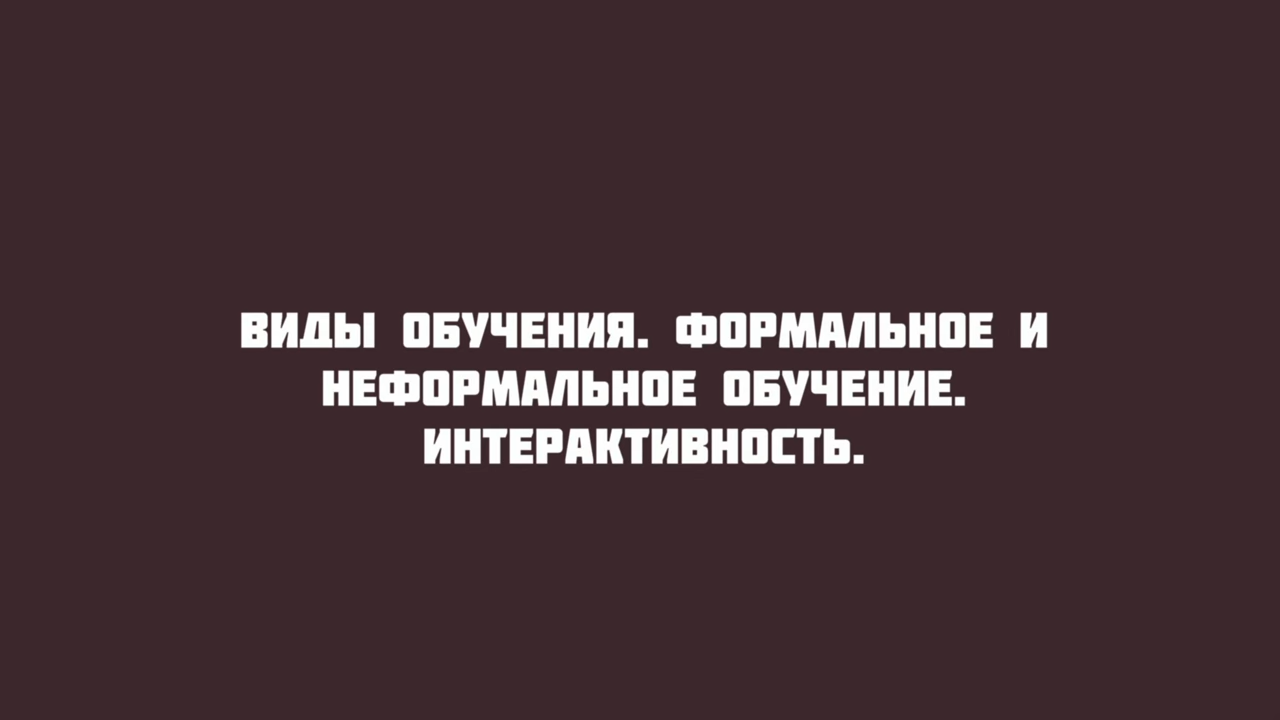 ВИДЫ ОБУЧЕНИЯ. ФОРМАЛЬНОЕ И
НЕФОРМАЛЬНОЕ ОБУЧЕНИЕ.
ИНТЕРАКТИВНОСТЬ.